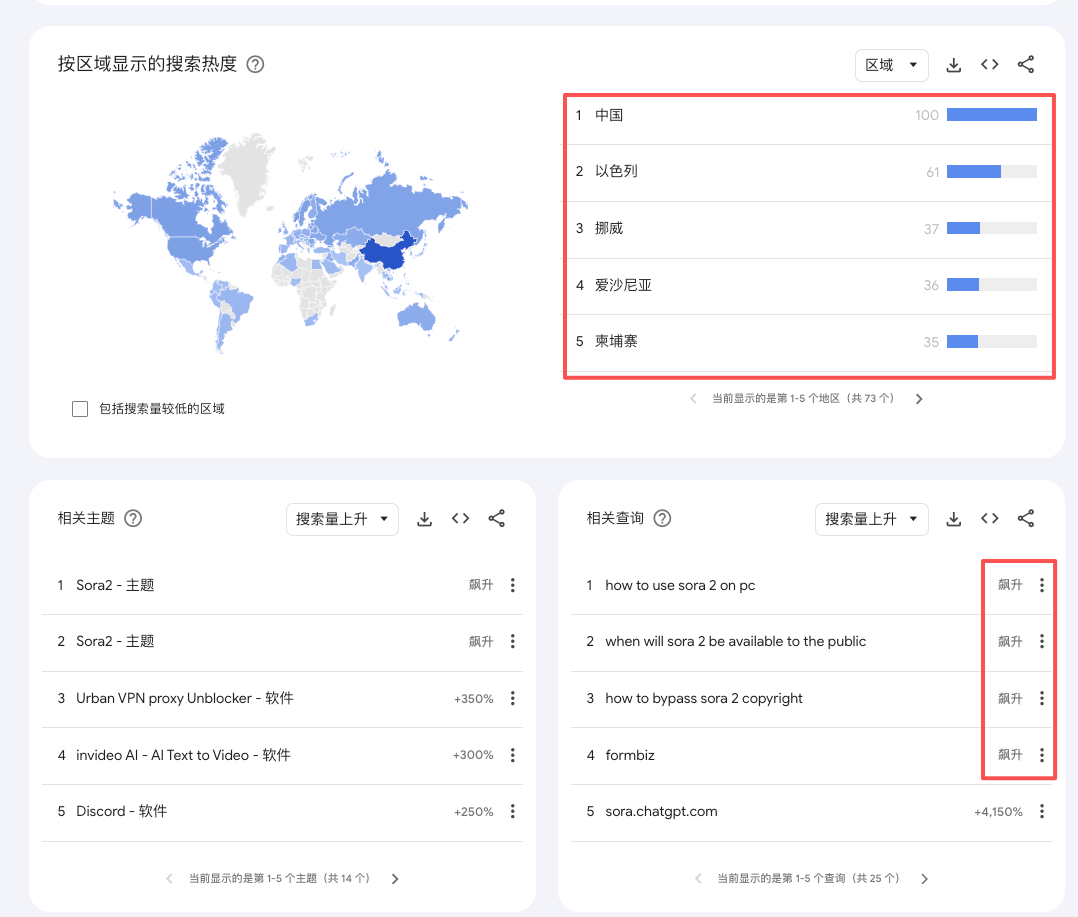 按区域显示的搜索热度
区域
1 中国 100
2 以色列 61
3 挪威 37
4 爱沙尼亚 36
5 柬埔寨 35
包括搜索量较低的区域
当前显示的是第 1-5 个地区（共 73 个）
相关主题
搜索量上升
1 Sora2 - 主题 飙升
2 Sora2 - 主题 飙升
3 Urban VPN proxy Unblocker - 软件 +350%
4 invideo AI - AI Text to Video - 软件 +300%
5 Discord - 软件 +250%
当前显示的是第 1-5 个主题（共 14 个）
相关查询
搜索量上升
1 how to use sora 2 on pc 飙升
2 when will sora 2 be available to the public 飙升
3 how to bypass sora 2 copyright 飙升
4 formbiz 飙升
5 sora.chatgpt.com +4,150%
当前显示的是第 1-5 个查询（共 25 个）